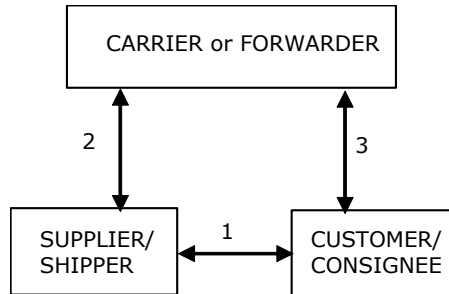 CARRIER or FORWARDER
2
3
1
SUPPLIER/
SHIPPER
CUSTOMER/
CONSIGNEE